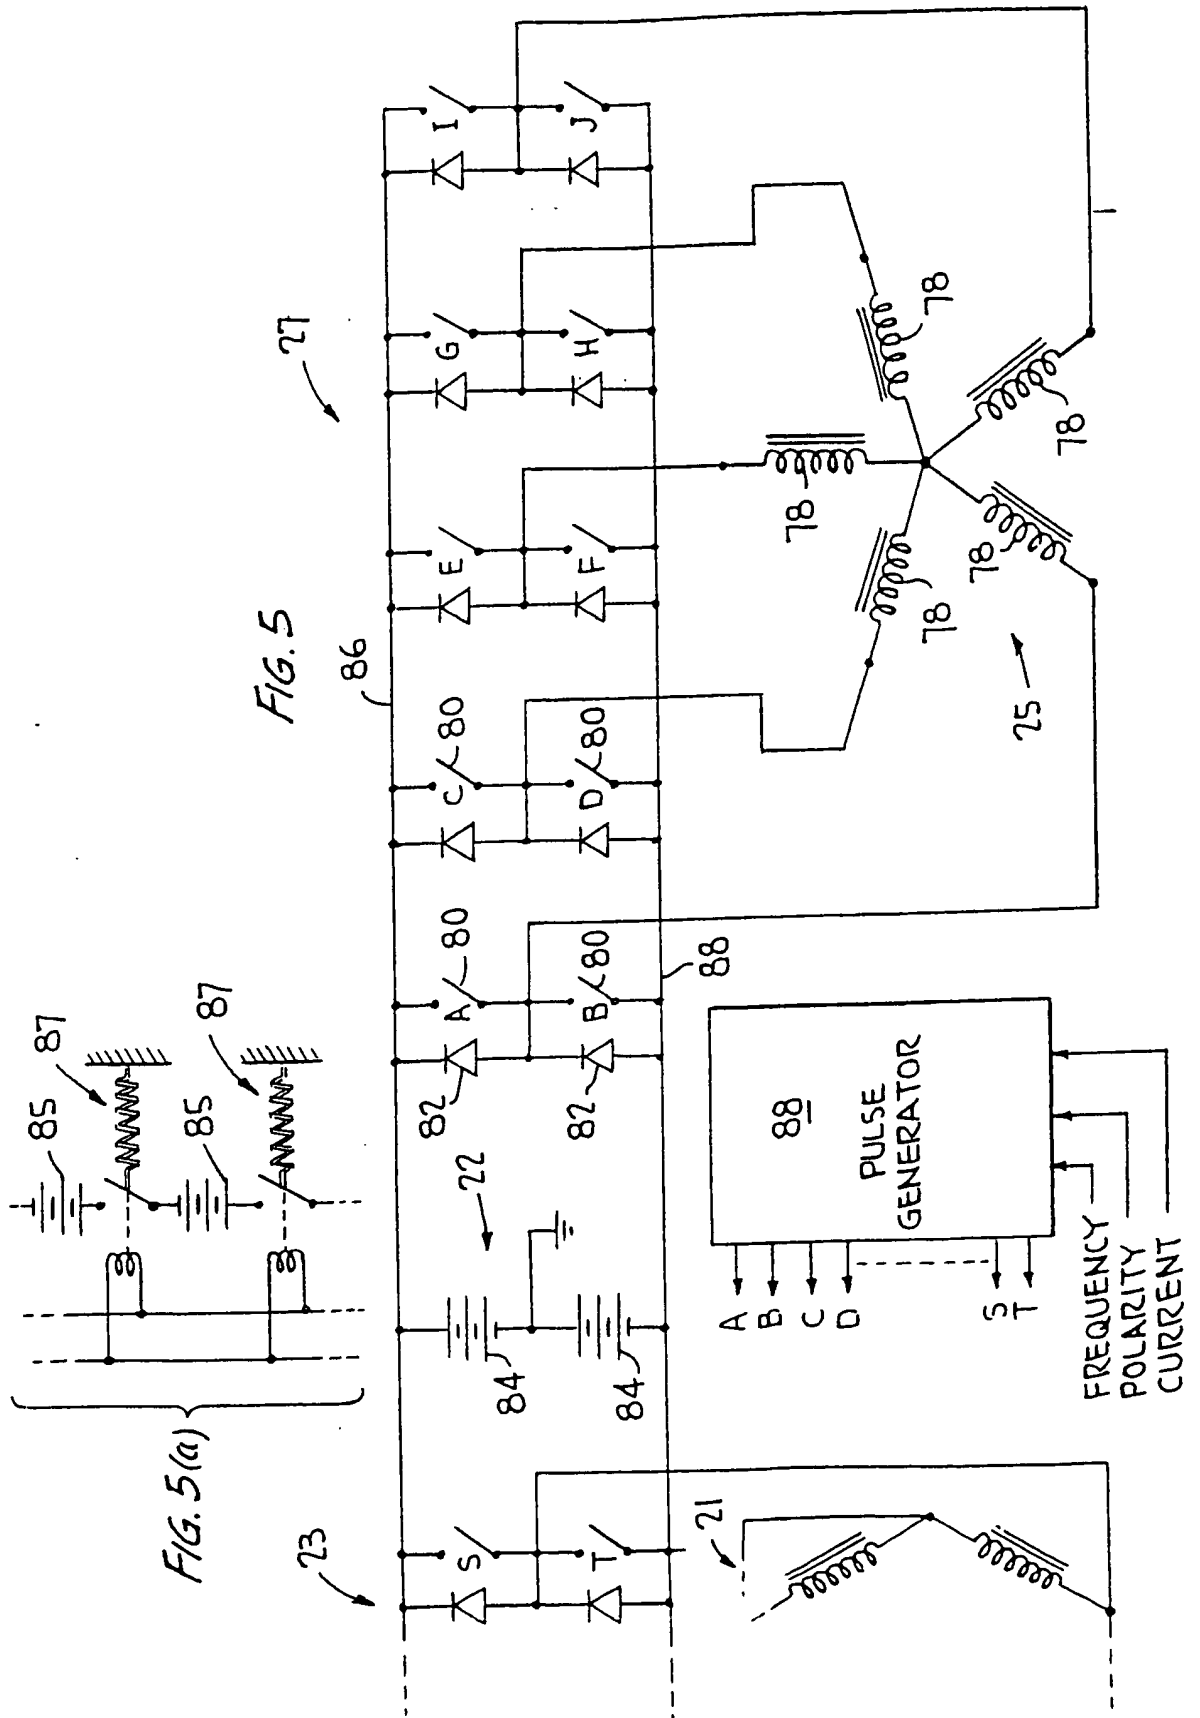 FIG. 5(a)
85
87
85
87
FIG. 5
23
S
T
21
22
84
84
82
82
A
80
B
80
86
C
80
D
80
88
E
F
27
G
H
I
J
78
78
78
78
78
25
88
PULSE
GENERATOR
A
B
C
D
S
T
FREQUENCY
POLARITY
CURRENT